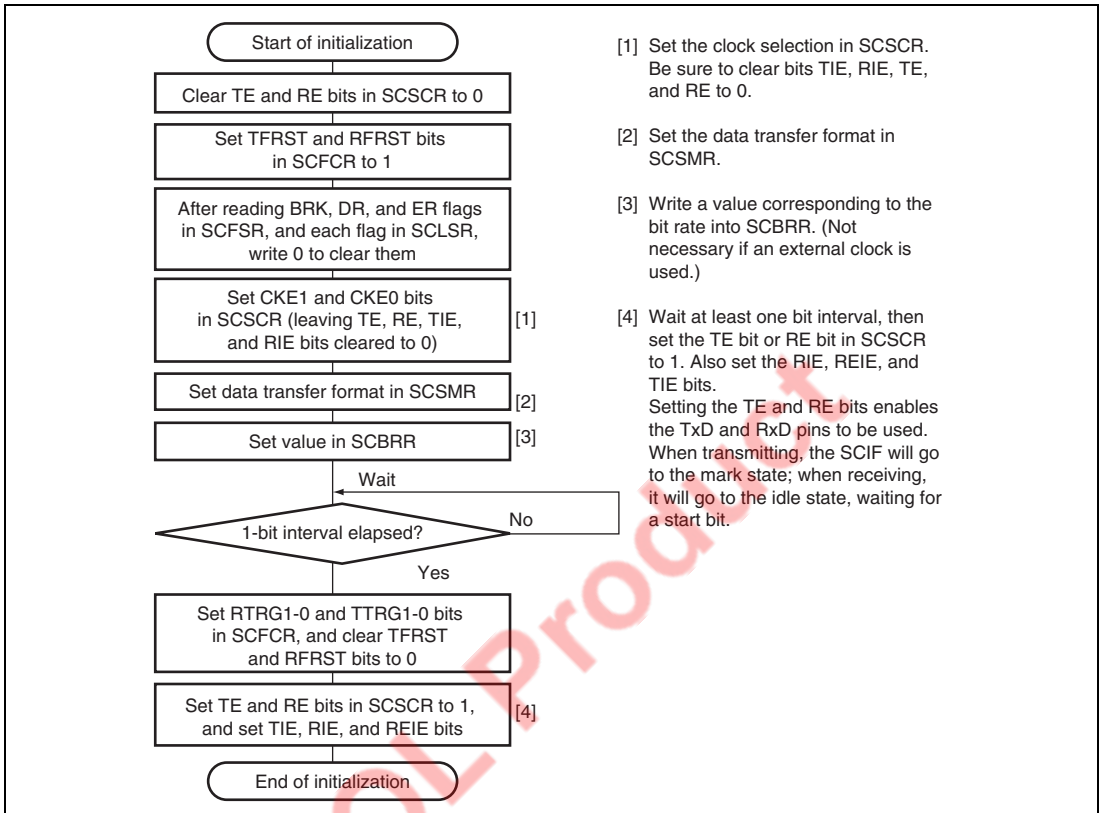 Start of initialization
Clear TE and RE bits in SCSCR to 0
Set TFRST and RFRST bits
in SCFCR to 1
After reading BRK, DR, and ER flags
in SCFSR, and each flag in SCLSR,
write 0 to clear them
Set CKE1 and CKE0 bits
in SCSCR (leaving TE, RE, TIE,
and RIE bits cleared to 0)
[1]
Set data transfer format in SCSMR
[2]
Set value in SCBRR
[3]
Wait
1-bit interval elapsed?
No
Yes
Set RTRG1-0 and TTRG1-0 bits
in SCFCR, and clear TFRST
and RFRST bits to 0
Set TE and RE bits in SCSCR to 1,
and set TIE, RIE, and REIE bits
[4]
End of initialization
[1] Set the clock selection in SCSCR.
Be sure to clear bits TIE, RIE, TE,
and RE to 0.
[2] Set the data transfer format in
SCSMR.
[3] Write a value corresponding to the
bit rate into SCBRR. (Not
necessary if an external clock is
used.)
[4] Wait at least one bit interval, then
set the TE bit or RE bit in SCSCR
to 1. Also set the RIE, REIE, and
TIE bits.
Setting the TE and RE bits enables
the TxD and RxD pins to be used.
When transmitting, the SCIF will go
to the mark state; when receiving,
it will go to the idle state, waiting for
a start bit.
OL Product